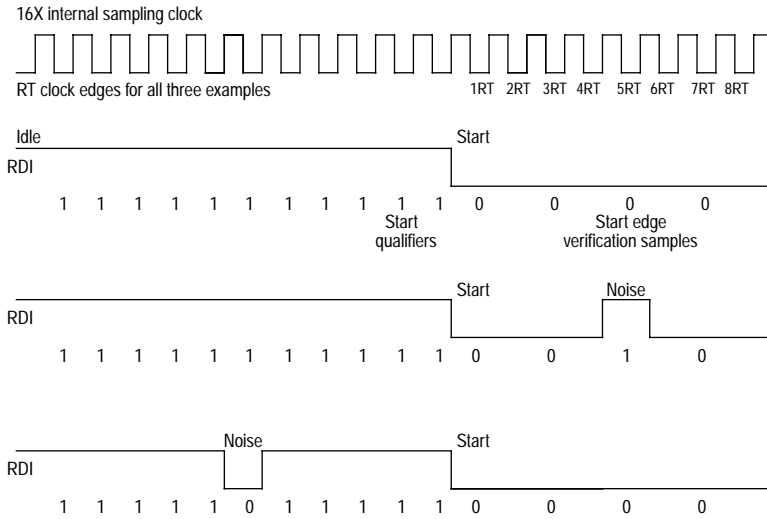 16X internal sampling clock
RT clock edges for all three examples
1RT 2RT 3RT 4RT 5RT 6RT 7RT 8RT
Idle Start
RDI
1 1 1 1 1 1 1 1 1 1 1 0 0 0 0
Start
qualifiers
Start edge
verification samples
Start Noise
RDI
1 1 1 1 1 1 1 1 1 1 1 0 0 1 0
Noise Start
RDI
1 1 1 1 1 0 1 1 1 1 1 0 0 0 0